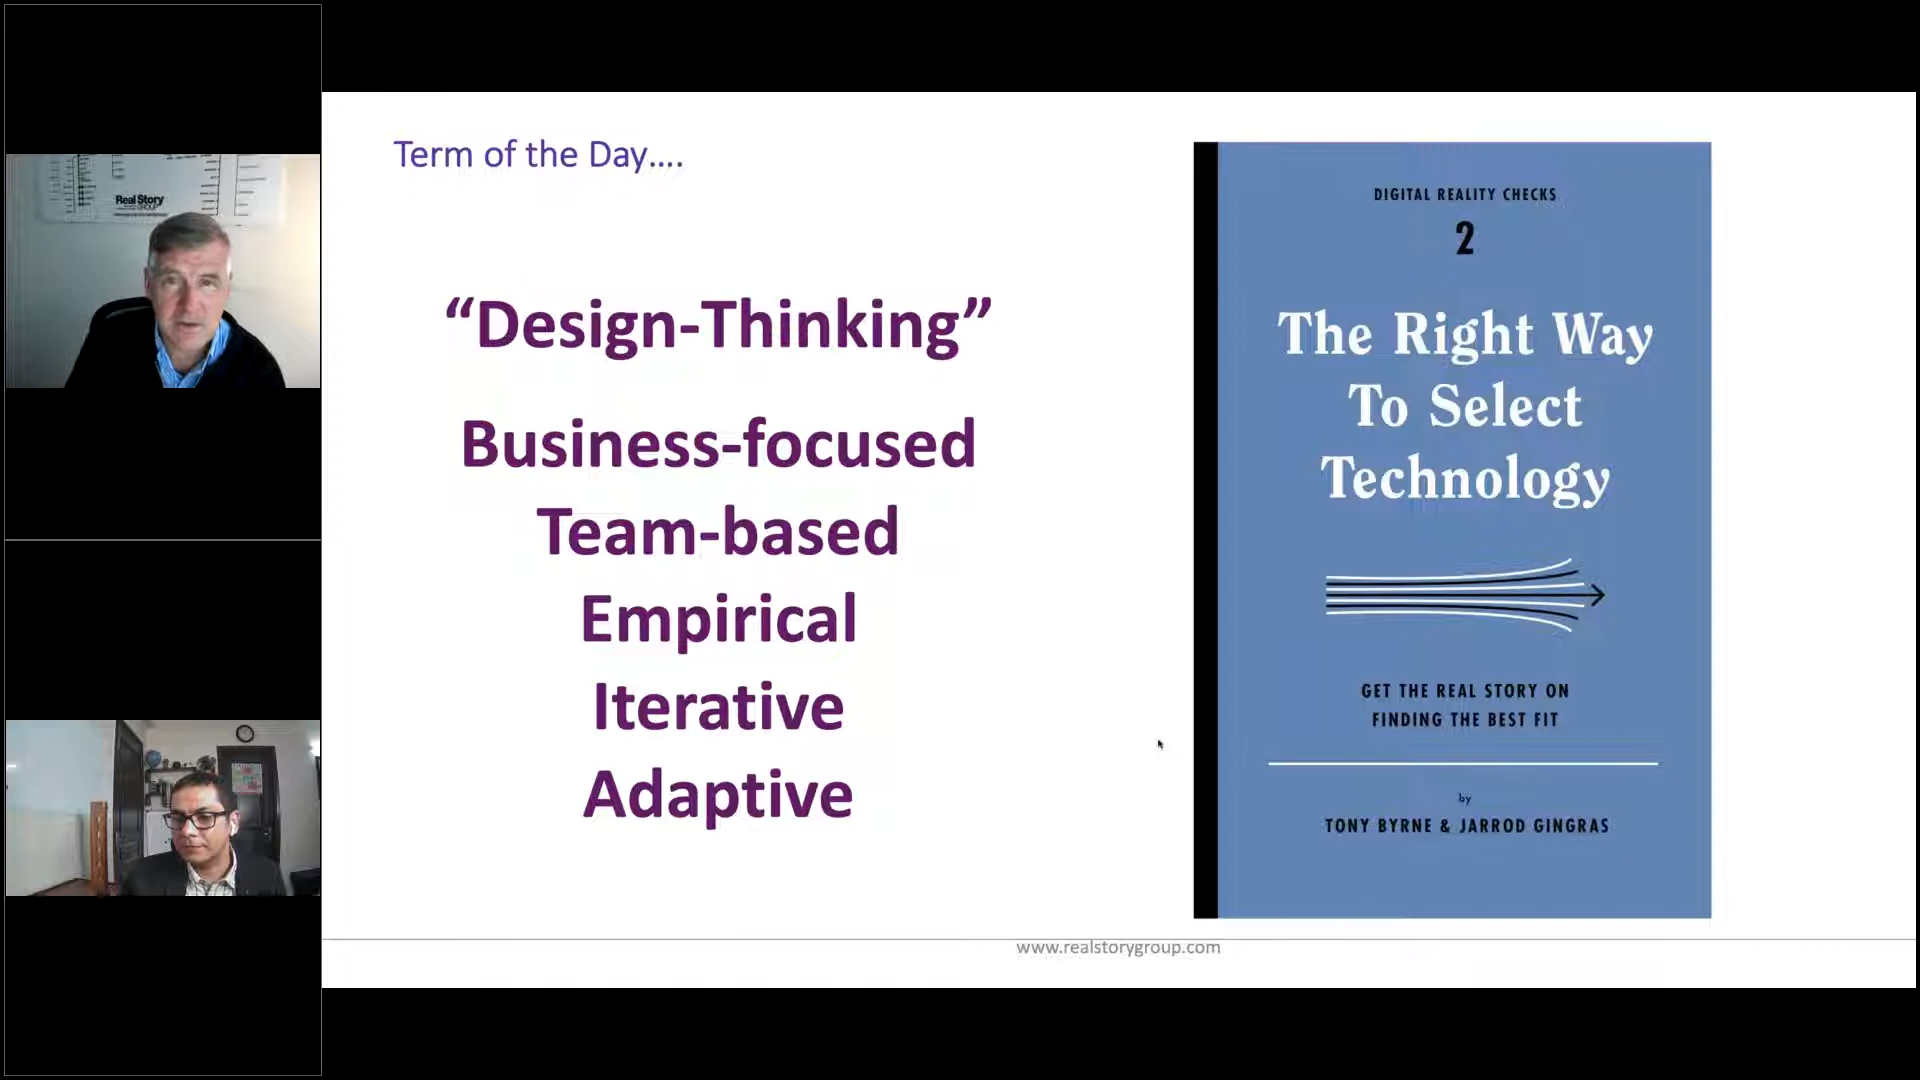 Real Story
GROUP
Term of the Day....
“Design-Thinking”
Business-focused
Team-based
Empirical
Iterative
Adaptive
DIGITAL REALITY CHECKS
2
The Right Way
To Select
Technology
GET THE REAL STORY ON
FINDING THE BEST FIT
by
TONY BYRNE & JARROD GINGRAS
www.realstorygroup.com